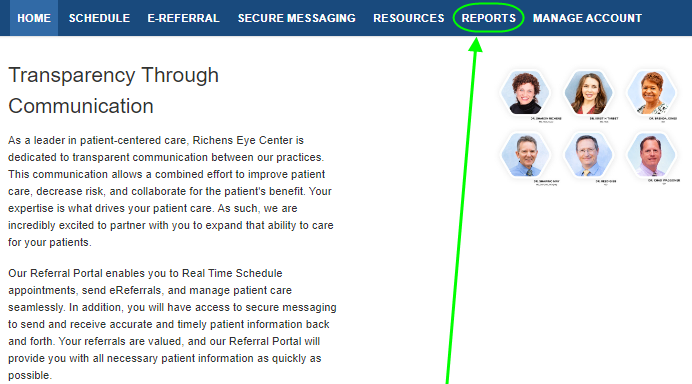 HOME SCHEDULE E-REFERRAL SECURE MESSAGING RESOURCES REPORTS MANAGE ACCOUNT
Transparency Through
Communication
As a leader in patient-centered care, Richens Eye Center is
dedicated to transparent communication between our practices.
This communication allows a combined effort to improve patient
care, decrease risk, and collaborate for the patient's benefit. Your
expertise is what drives your patient care. As such, we are
incredibly excited to partner with you to expand that ability to care
for your patients.
Our Referral Portal enables you to Real Time Schedule
appointments, send eReferrals, and manage patient care
seamlessly. In addition, you will have access to secure messaging
to send and receive accurate and timely patient information back
and forth. Your referrals are valued, and our Referral Portal will
provide you with all necessary patient information as quickly as
possible.